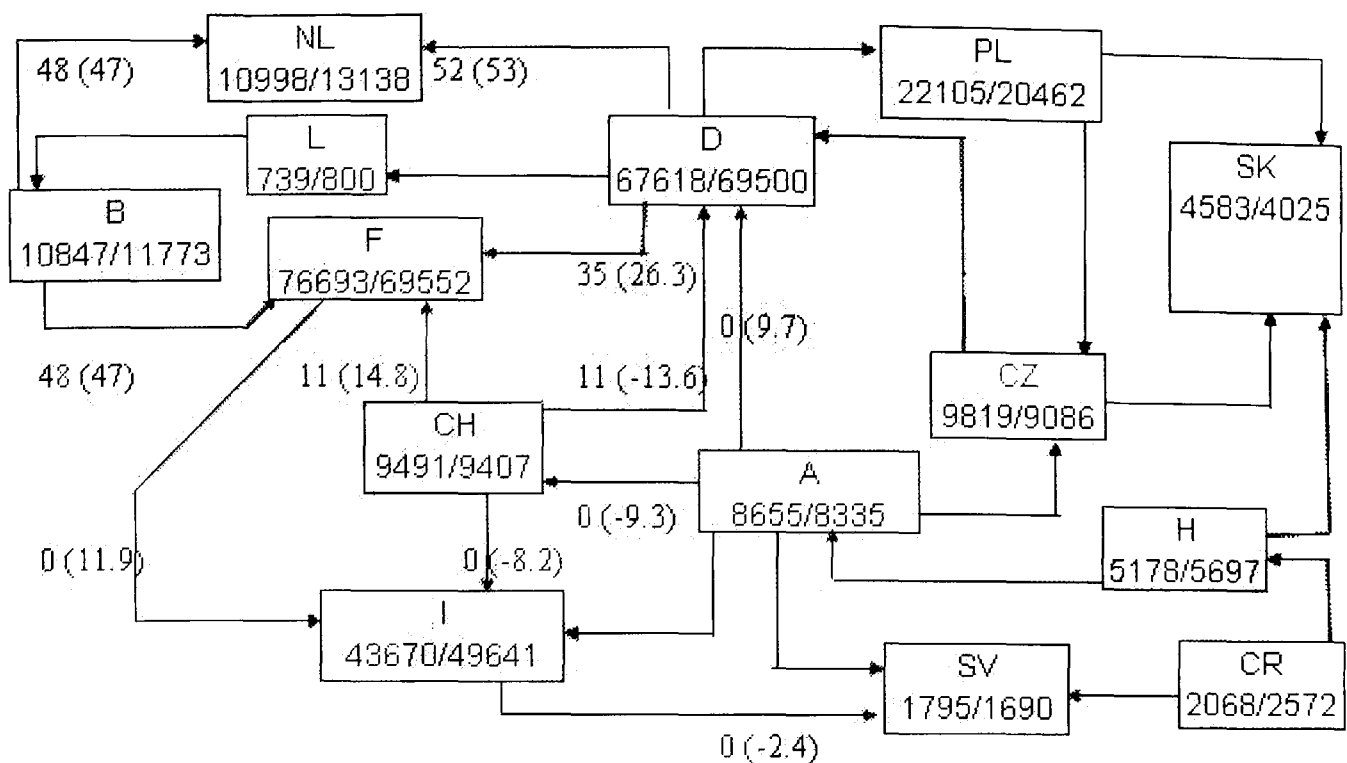 NL
10998/13138
48 (47)
52 (53)
PL
22105/20462
L
739/800
D
67618/69500
SK
4583/4025
B
10847/11773
F
76693/69552
35 (26.3)
0 (9.7)
48 (47)
11 (14.8)
11 (-13.6)
CZ
9819/9086
CH
9491/9407
A
8655/8335
0 (-9.3)
H
5178/5697
0 (11.9)
0 (-8.2)
I
43670/49641
SV
1795/1690
CR
2068/2572
0 (-2.4)